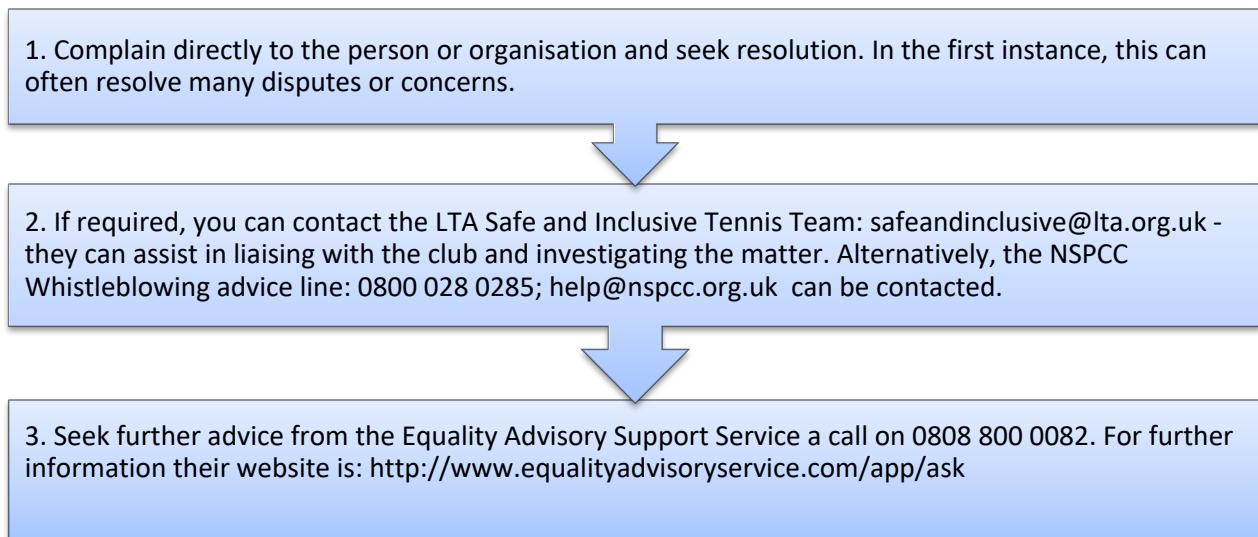 1. Complain directly to the person or organisation and seek resolution. In the first instance, this can
often resolve many disputes or concerns.
2. If required, you can contact the LTA Safe and Inclusive Tennis Team: safeandinclusive@lta.org.uk -
they can assist in liaising with the club and investigating the matter. Alternatively, the NSPCC
Whistleblowing advice line: 0800 028 0285; help@nspcc.org.uk  can be contacted.
3. Seek further advice from the Equality Advisory Support Service a call on 0808 800 0082. For further
information their website is: http://www.equalityadvisoryservice.com/app/ask